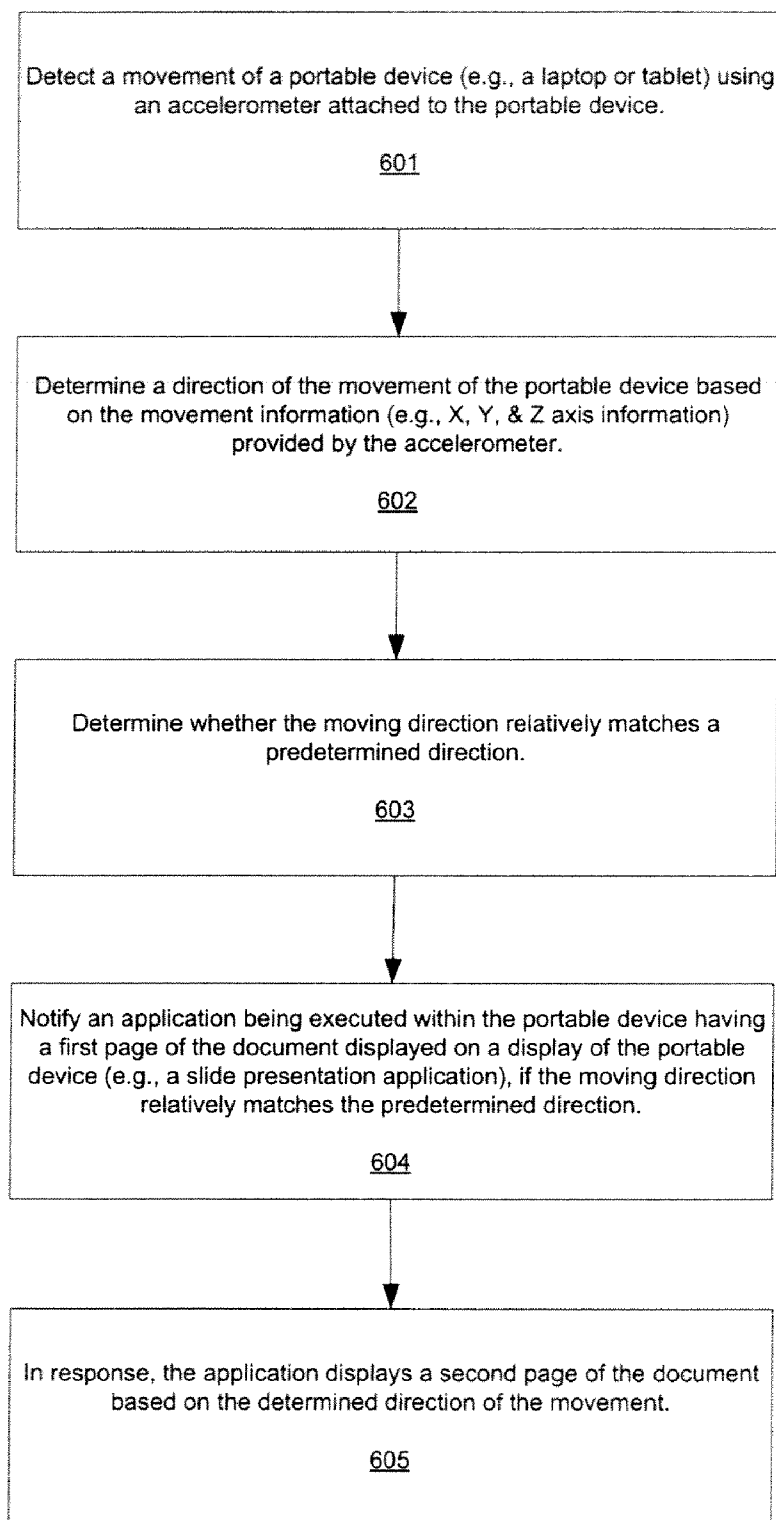 Detect a movement of a portable device (e.g., a laptop or tablet) using
an accelerometer attached to the portable device.
601
Determine a direction of the movement of the portable device based
on the movement information (e.g., X, Y, & Z axis information)
provided by the accelerometer.
602
Determine whether the moving direction relatively matches a
predetermined direction.
603
Notify an application being executed within the portable device having
a first page of the document displayed on a display of the portable
device (e.g., a slide presentation application), if the moving direction
relatively matches the predetermined direction.
604
In response, the application displays a second page of the document
based on the determined direction of the movement.
605